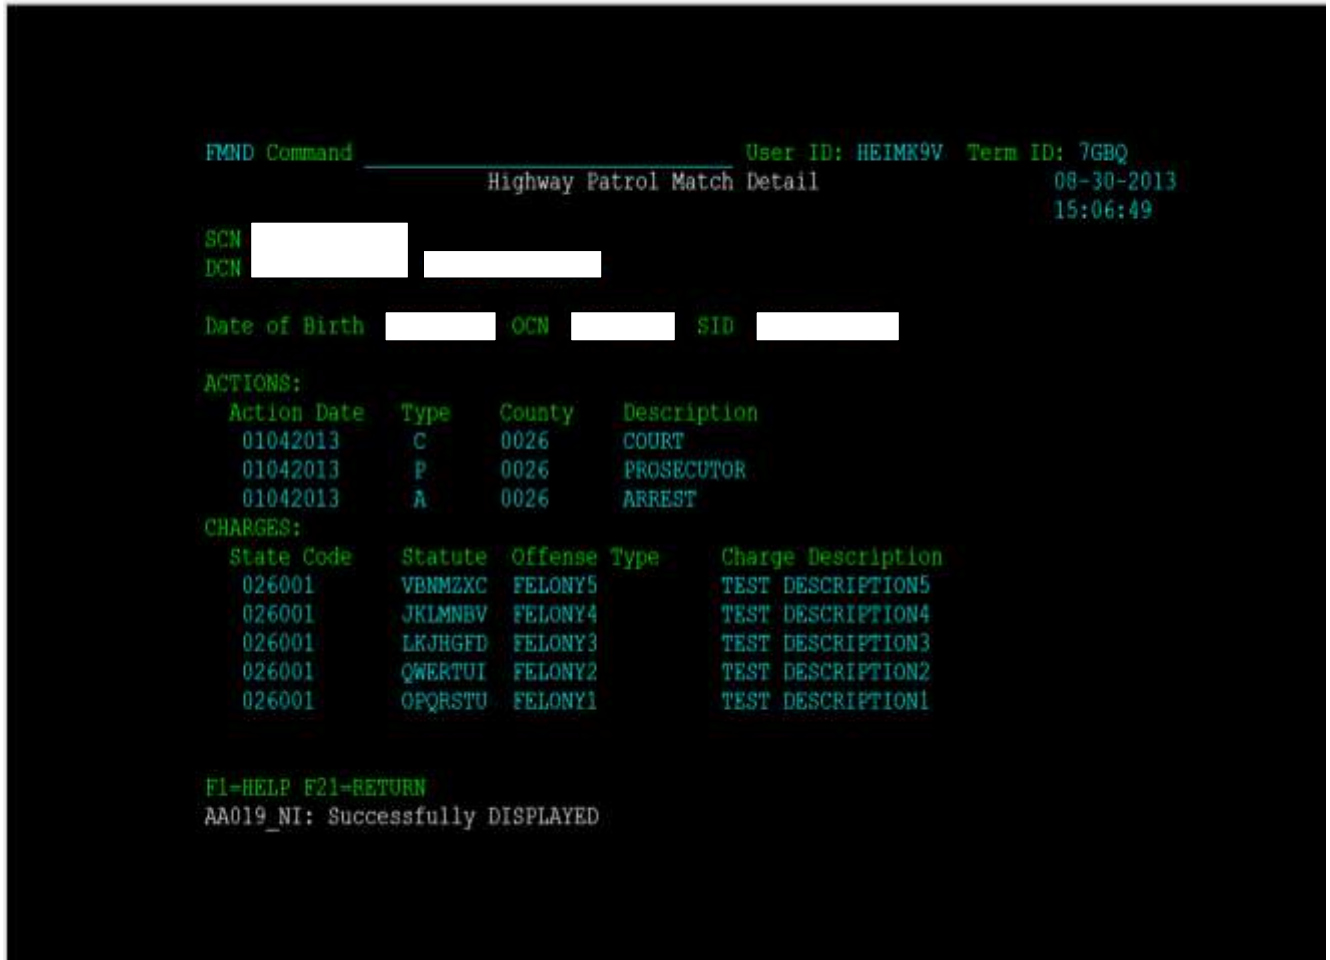 FMND Command User ID: HEIMK9V Term ID: 7GBQ
Highway Patrol Match Detail 08-30-2013
15:06:49
SCN
DCN
Date of Birth OCN SID
ACTIONS:
Action Date Type County Description
01042013 C 0026 COURT
01042013 P 0026 PROSECUTOR
01042013 A 0026 ARREST
CHARGES:
State Code Statute Offense Type Charge Description
026001 VBNMZXC FELONY5 TEST DESCRIPTION5
026001 JKLMNBV FELONY4 TEST DESCRIPTION4
026001 LKJHGFD FELONY3 TEST DESCRIPTION3
026001 QWERTUI FELONY2 TEST DESCRIPTION2
026001 OPQRSTU FELONY1 TEST DESCRIPTION1
F1=HELP F21=RETURN
AA019_NI: Successfully DISPLAYED